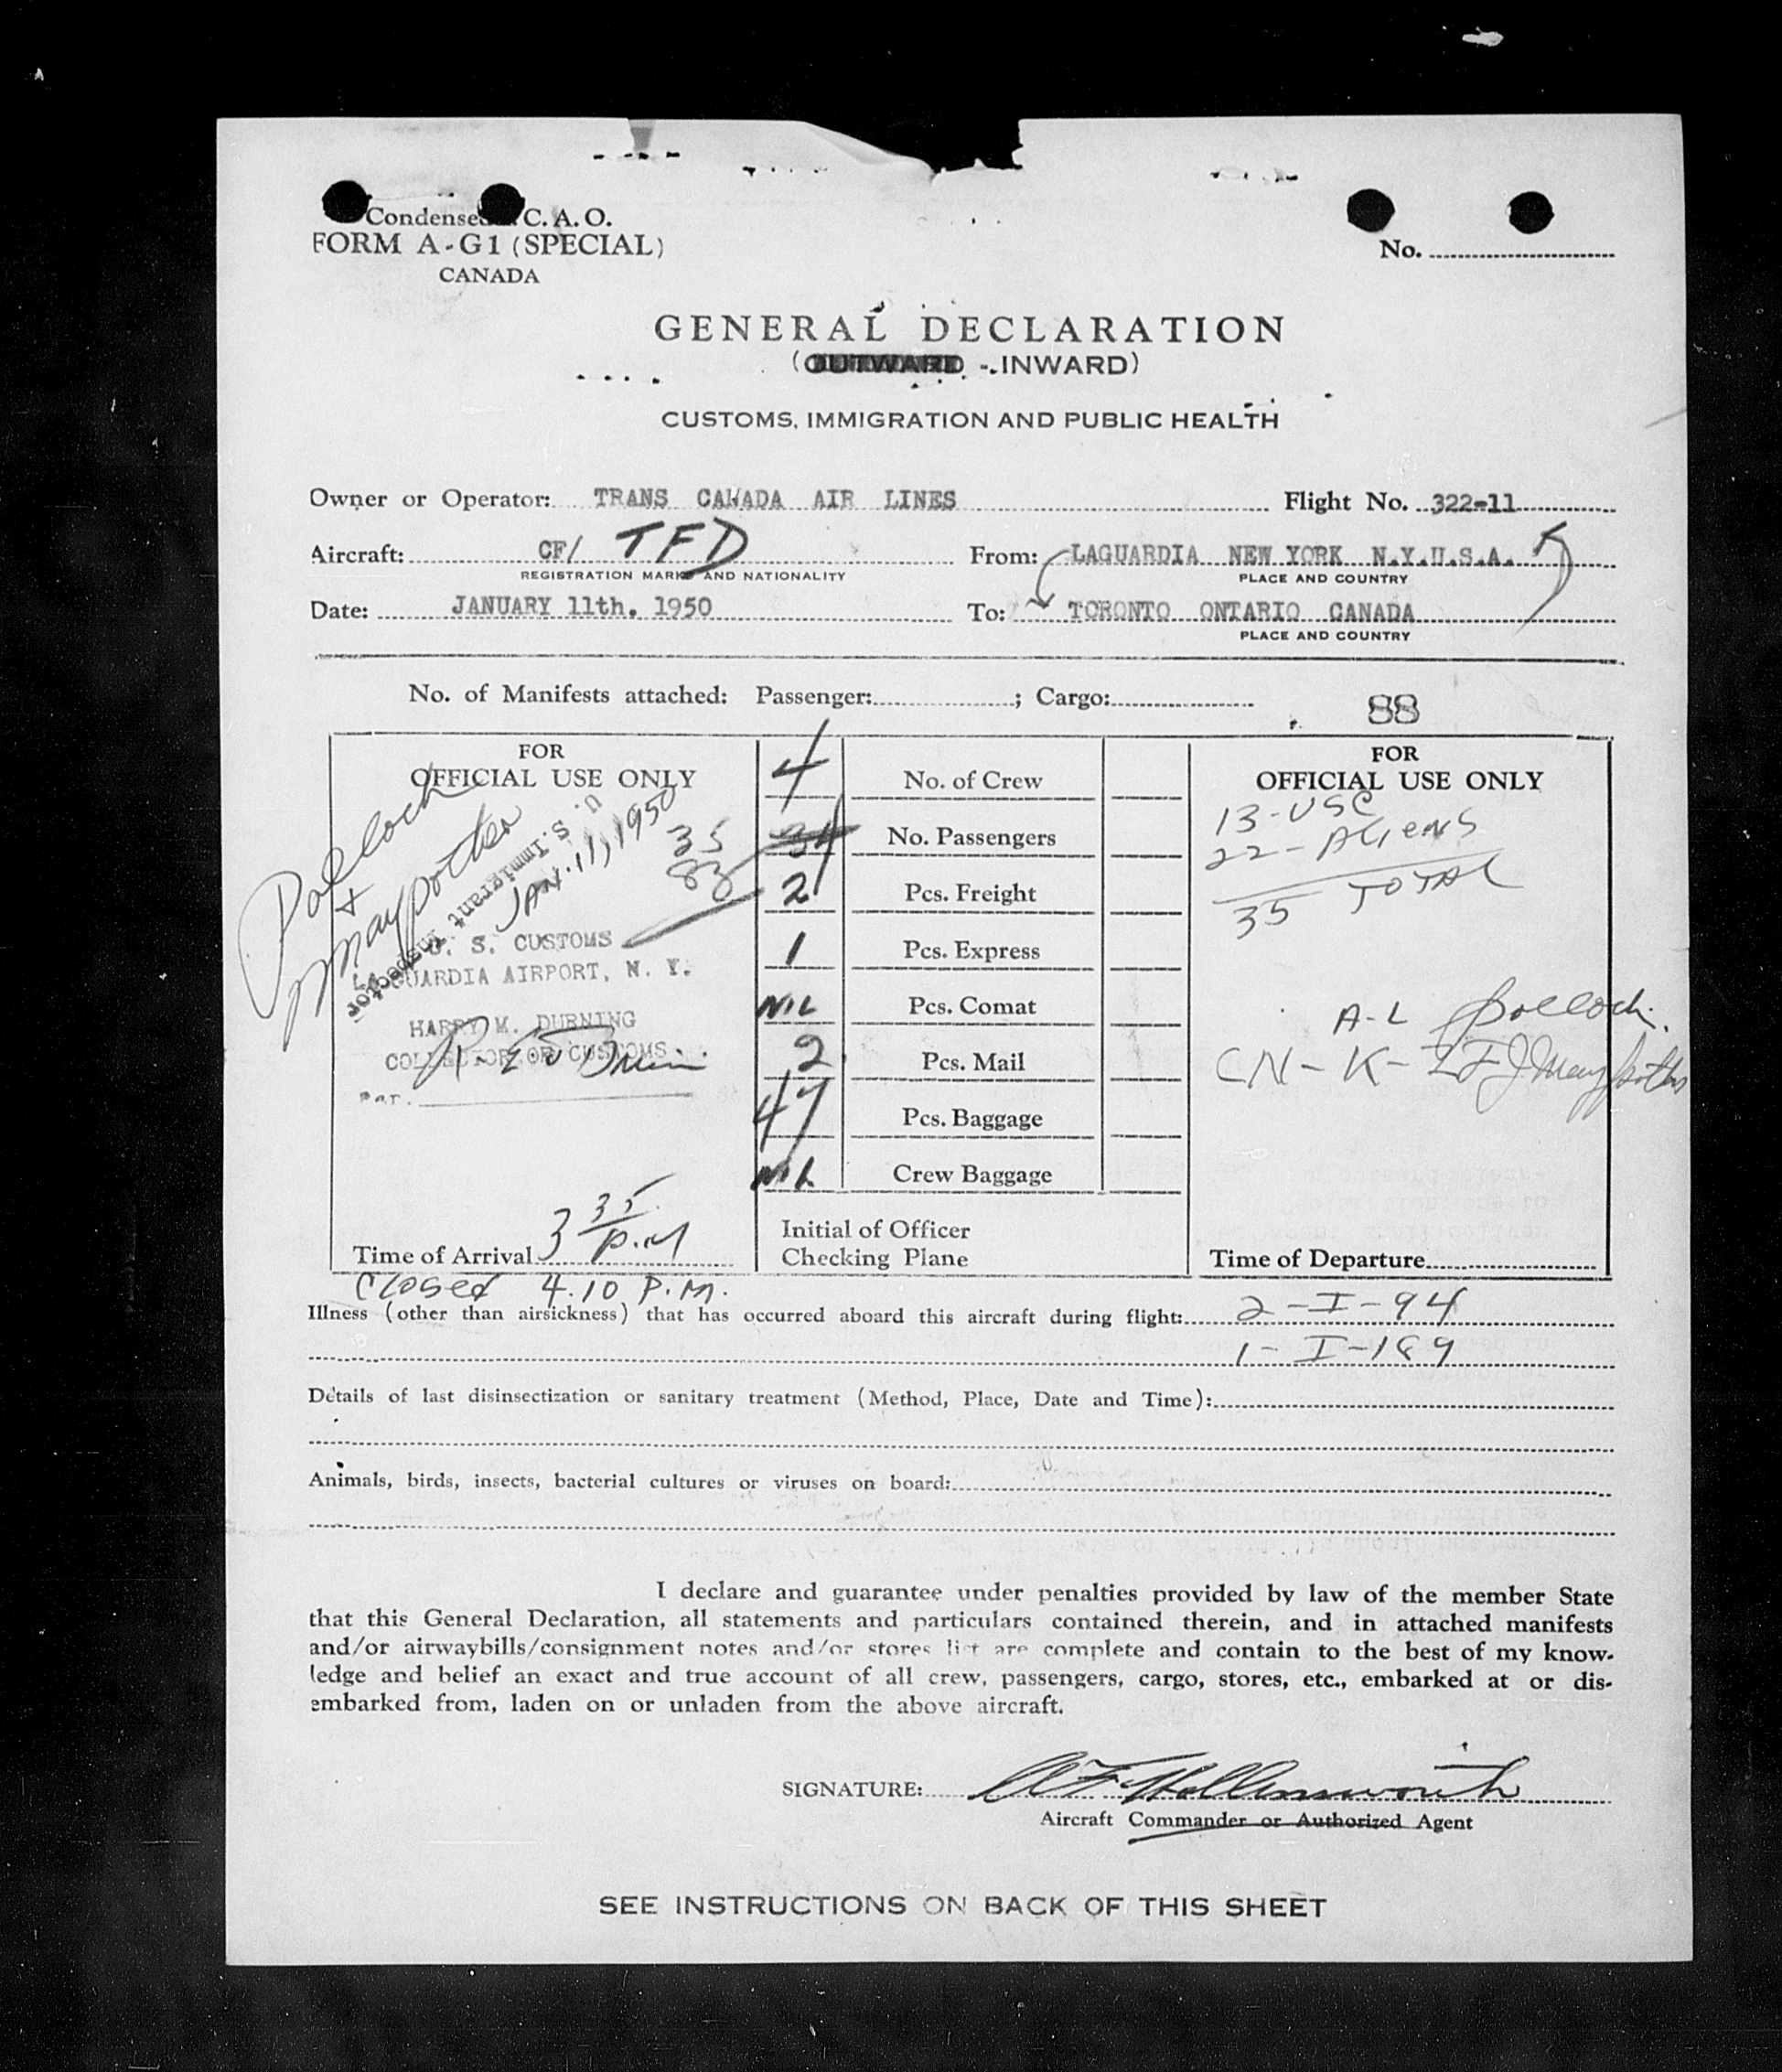 Condensed C. A. O.
FORM A-G1 (SPECIAL)
CANADA
No.
GENERAL DECLARATION
(OUTWARD - INWARD)
CUSTOMS, IMMIGRATION AND PUBLIC HEALTH
Owner or Operator: TRANS CANADA AIR LINES Flight No. 322-11
Aircraft: CF/ TFD From: LAGUARDIA NEW YORK N.Y.U.S.A.
REGISTRATION MARKS AND NATIONALITY PLACE AND COUNTRY
Date: JANUARY 11th. 1950 To: TORONTO ONTARIO CANADA
PLACE AND COUNTRY
No. of Manifests attached: Passenger: ; Cargo:
88
FOR
OFFICIAL USE ONLY
Pollock
+
Maypother
U. S. Immigrant Inspector
JAN. 11, 1950
35
83
U. S. CUSTOMS
LAGUARDIA AIRPORT, N. Y.
HARRY M. DURNING
COLLECTOR OF CUSTOMS
Per.
Time of Arrival 3 35 P.M
Closed 4.10 P.M.
4 No. of Crew
34 No. Passengers
2 Pcs. Freight
1 Pcs. Express
NIL Pcs. Comat
2 Pcs. Mail
47 Pcs. Baggage
NIL Crew Baggage
Initial of Officer
Checking Plane
FOR
OFFICIAL USE ONLY
13-USC
22-ALIENS
35 TOTAL
A-L Pollock.
CN-K-Z F J Maypother
Time of Departure
Illness (other than airsickness) that has occurred aboard this aircraft during flight: 2-I-94
1-I-189
Details of last disinsectization or sanitary treatment (Method, Place, Date and Time):
Animals, birds, insects, bacterial cultures or viruses on board:
I declare and guarantee under penalties provided by law of the member State
that this General Declaration, all statements and particulars contained therein, and in attached manifests
and/or airwaybills/consignment notes and/or stores list are complete and contain to the best of my know-
ledge and belief an exact and true account of all crew, passengers, cargo, stores, etc., embarked at or dis-
embarked from, laden on or unladen from the above aircraft.
SIGNATURE: A F Hollinsworth
Aircraft Commander or Authorized Agent
SEE INSTRUCTIONS ON BACK OF THIS SHEET